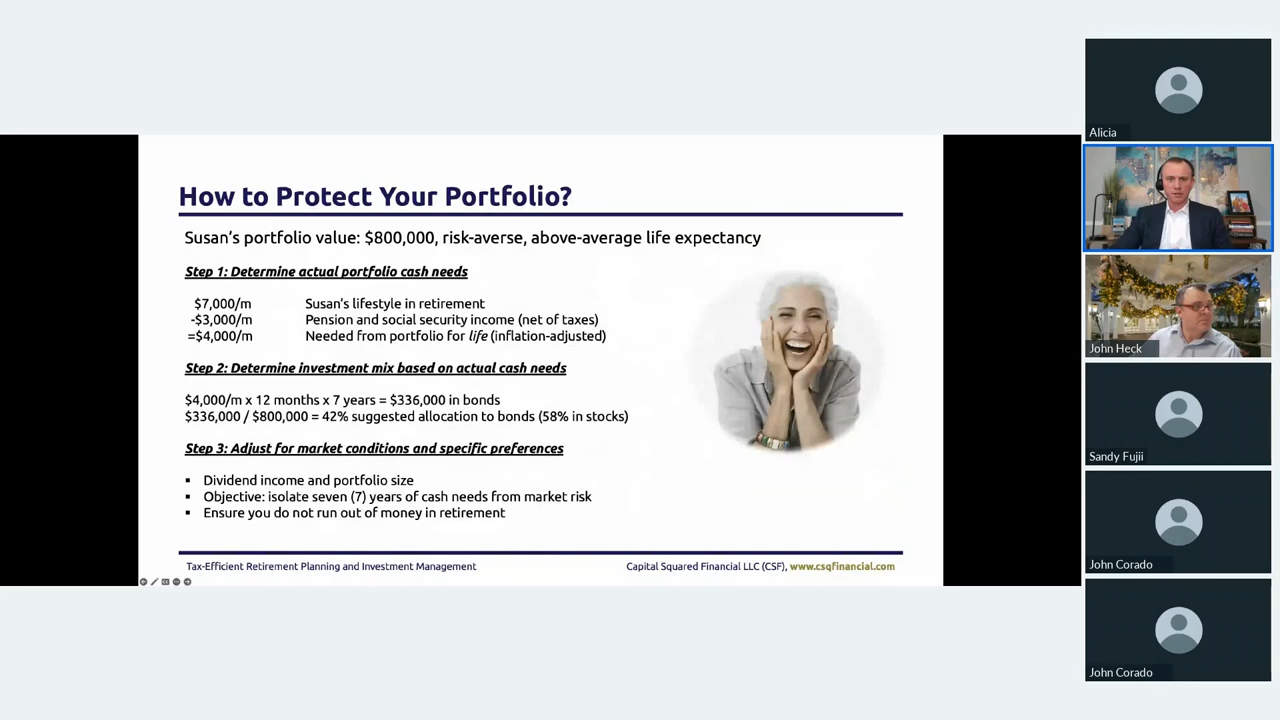 How to Protect Your Portfolio?
Susan's portfolio value: $800,000, risk-averse, above-average life expectancy
Step 1: Determine actual portfolio cash needs
$7,000/m Susan's lifestyle in retirement
-$3,000/m Pension and social security income (net of taxes)
=$4,000/m Needed from portfolio for life (inflation-adjusted)
Step 2: Determine investment mix based on actual cash needs
$4,000/m x 12 months x 7 years = $336,000 in bonds
$336,000 / $800,000 = 42% suggested allocation to bonds (58% in stocks)
Step 3: Adjust for market conditions and specific preferences
▪ Dividend income and portfolio size
▪ Objective: isolate seven (7) years of cash needs from market risk
▪ Ensure you do not run out of money in retirement
Tax-Efficient Retirement Planning and Investment Management
Capital Squared Financial LLC (CSF), www.csqfinancial.com
Alicia
John Heck
Sandy Fujii
John Corado
John Corado